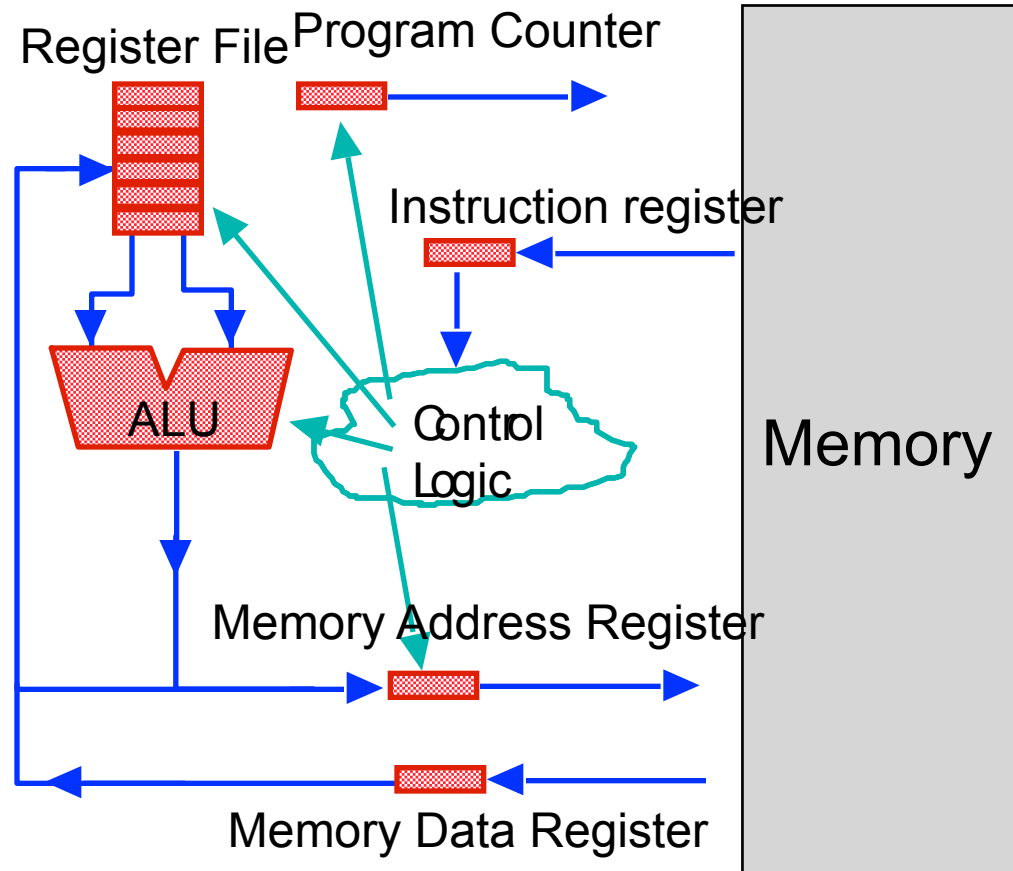 Register File
Program Counter
Instruction register
ALU
Control
Logic
Memory
Memory Address Register
Memory Data Register